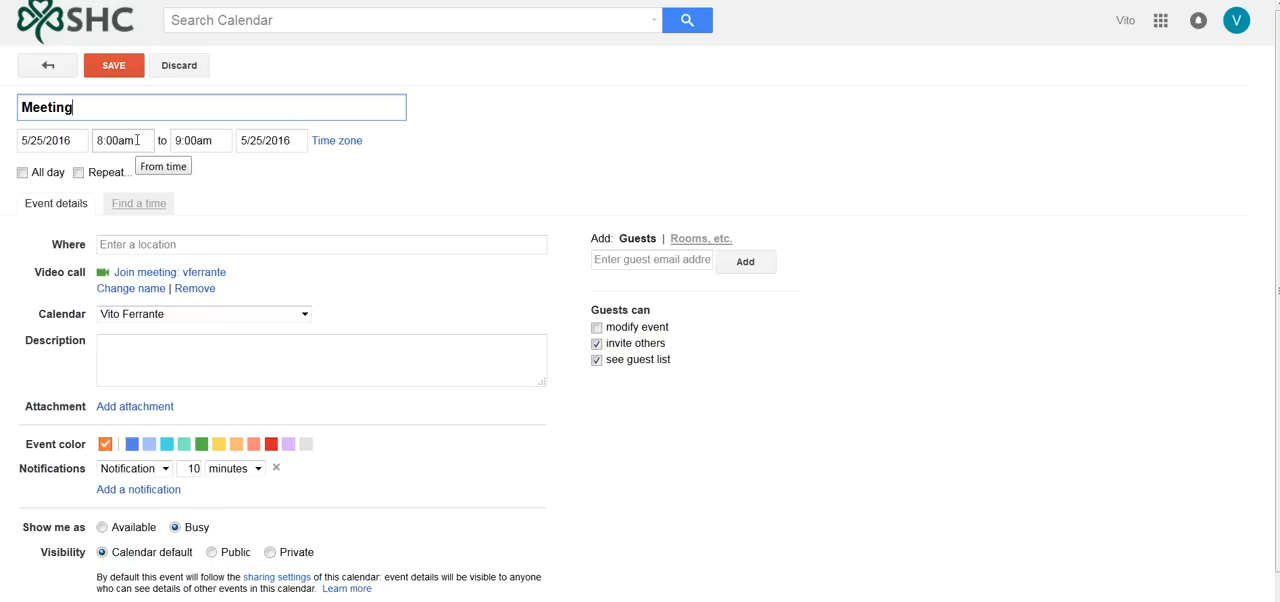 SHC
Search Calendar
Vito
V
SAVE
Discard
Meeting
5/25/2016 8:00am to 9:00am 5/25/2016 Time zone
All day Repeat...
From time
Event details Find a time
Where Enter a location
Video call Join meeting: vferrante
Change name | Remove
Calendar Vito Ferrante
Description
Attachment Add attachment
Event color
Notifications Notification 10 minutes
Add a notification
Show me as Available Busy
Visibility Calendar default Public Private
By default this event will follow the sharing settings of this calendar: event details will be visible to anyone
who can see details of other events in this calendar. Learn more
Add: Guests | Rooms, etc.
Enter guest email addre Add
Guests can
modify event
invite others
see guest list